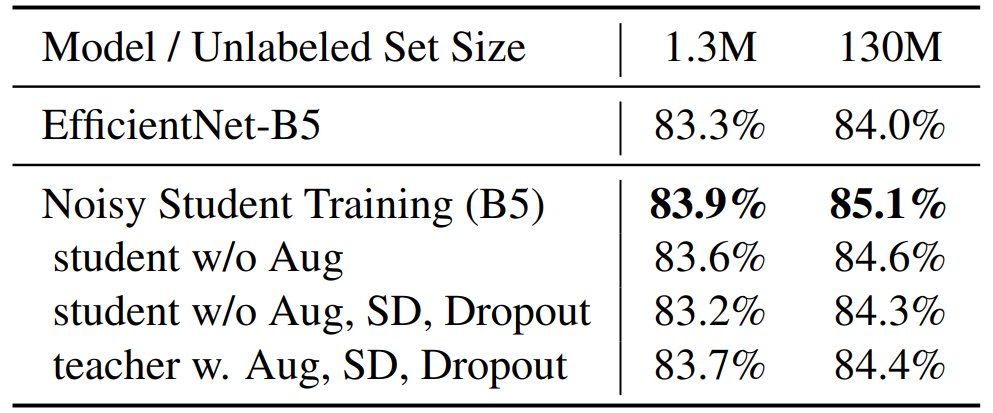 Model / Unlabeled Set Size 1.3M 130M
EfficientNet-B5 83.3% 84.0%
Noisy Student Training (B5) 83.9% 85.1%
student w/o Aug 83.6% 84.6%
student w/o Aug, SD, Dropout 83.2% 84.3%
teacher w. Aug, SD, Dropout 83.7% 84.4%